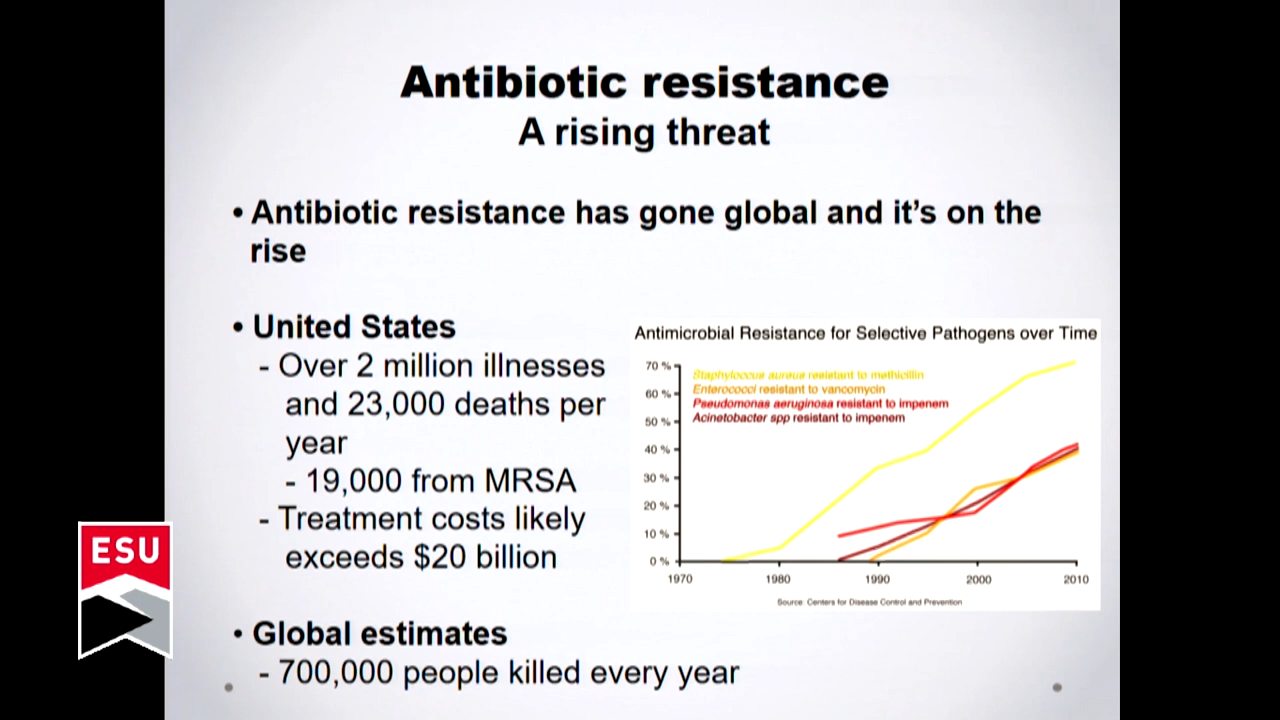 Antibiotic resistance
A rising threat
• Antibiotic resistance has gone global and it's on the
rise
• United States
- Over 2 million illnesses
and 23,000 deaths per
year
- 19,000 from MRSA
- Treatment costs likely
exceeds $20 billion
Antimicrobial Resistance for Selective Pathogens over Time
70 %
60 %
50 %
40 %
30 %
20 %
10 %
0 %
Staphyloccus aureus resistant to methicillin
Enterococci resistant to vancomycin
Pseudomonas aeruginosa resistant to impenem
Acinetobacter spp resistant to impenem
1970 1980 1990 2000 2010
Source: Centers for Disease Control and Prevention
ESU
• Global estimates
- 700,000 people killed every year